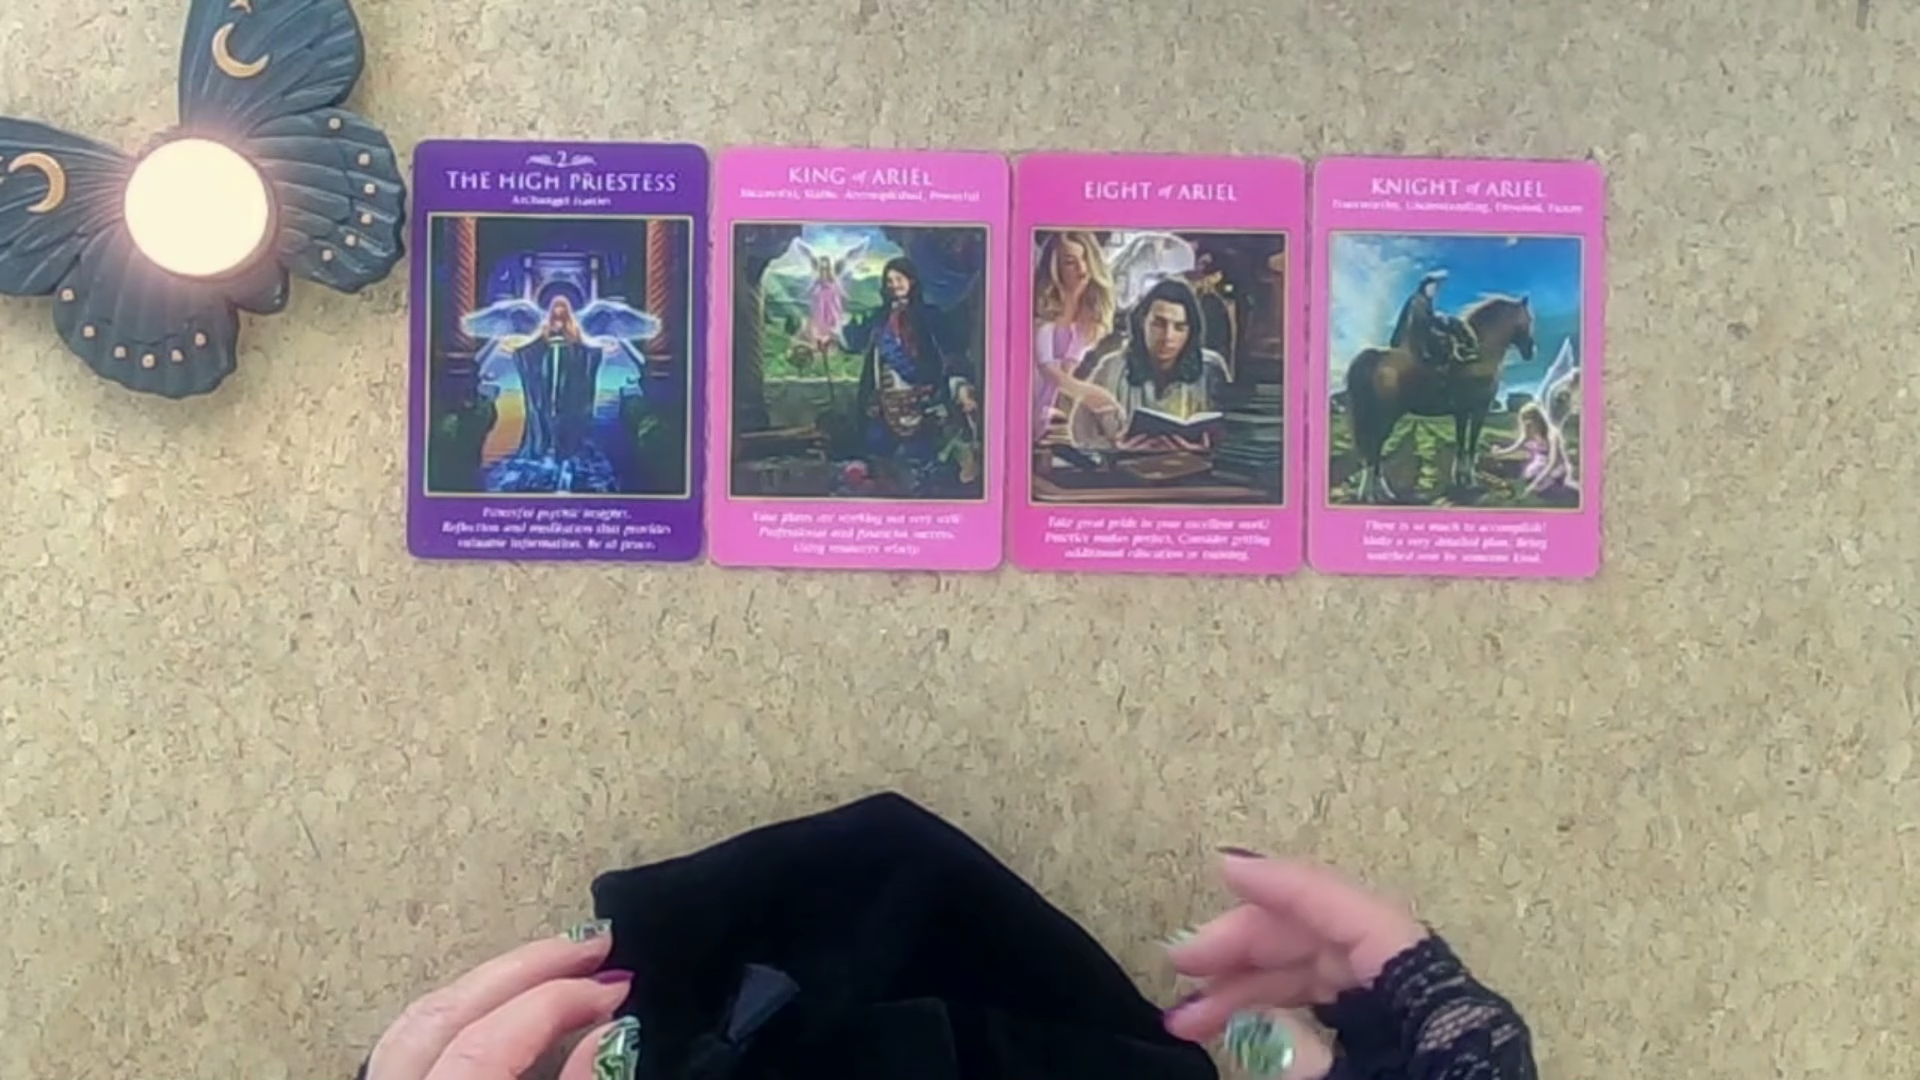 2
THE HIGH PRIESTESS
Archangel Haniel
Powerful psychic insights.
Reflection and meditation that provides
valuable information. Be at peace.
KING of ARIEL
Successful, Stable, Accomplished, Powerful
Your plans are working out very well!
Professional and financial success.
Using resources wisely.
EIGHT of ARIEL
Take great pride in your excellent work!
Practice makes perfect. Consider getting
additional education or training.
KNIGHT of ARIEL
Trustworthy, Understanding, Devoted,
There is so much to accomplish!
Make a very detailed plan. Being
watched over by someone kind.